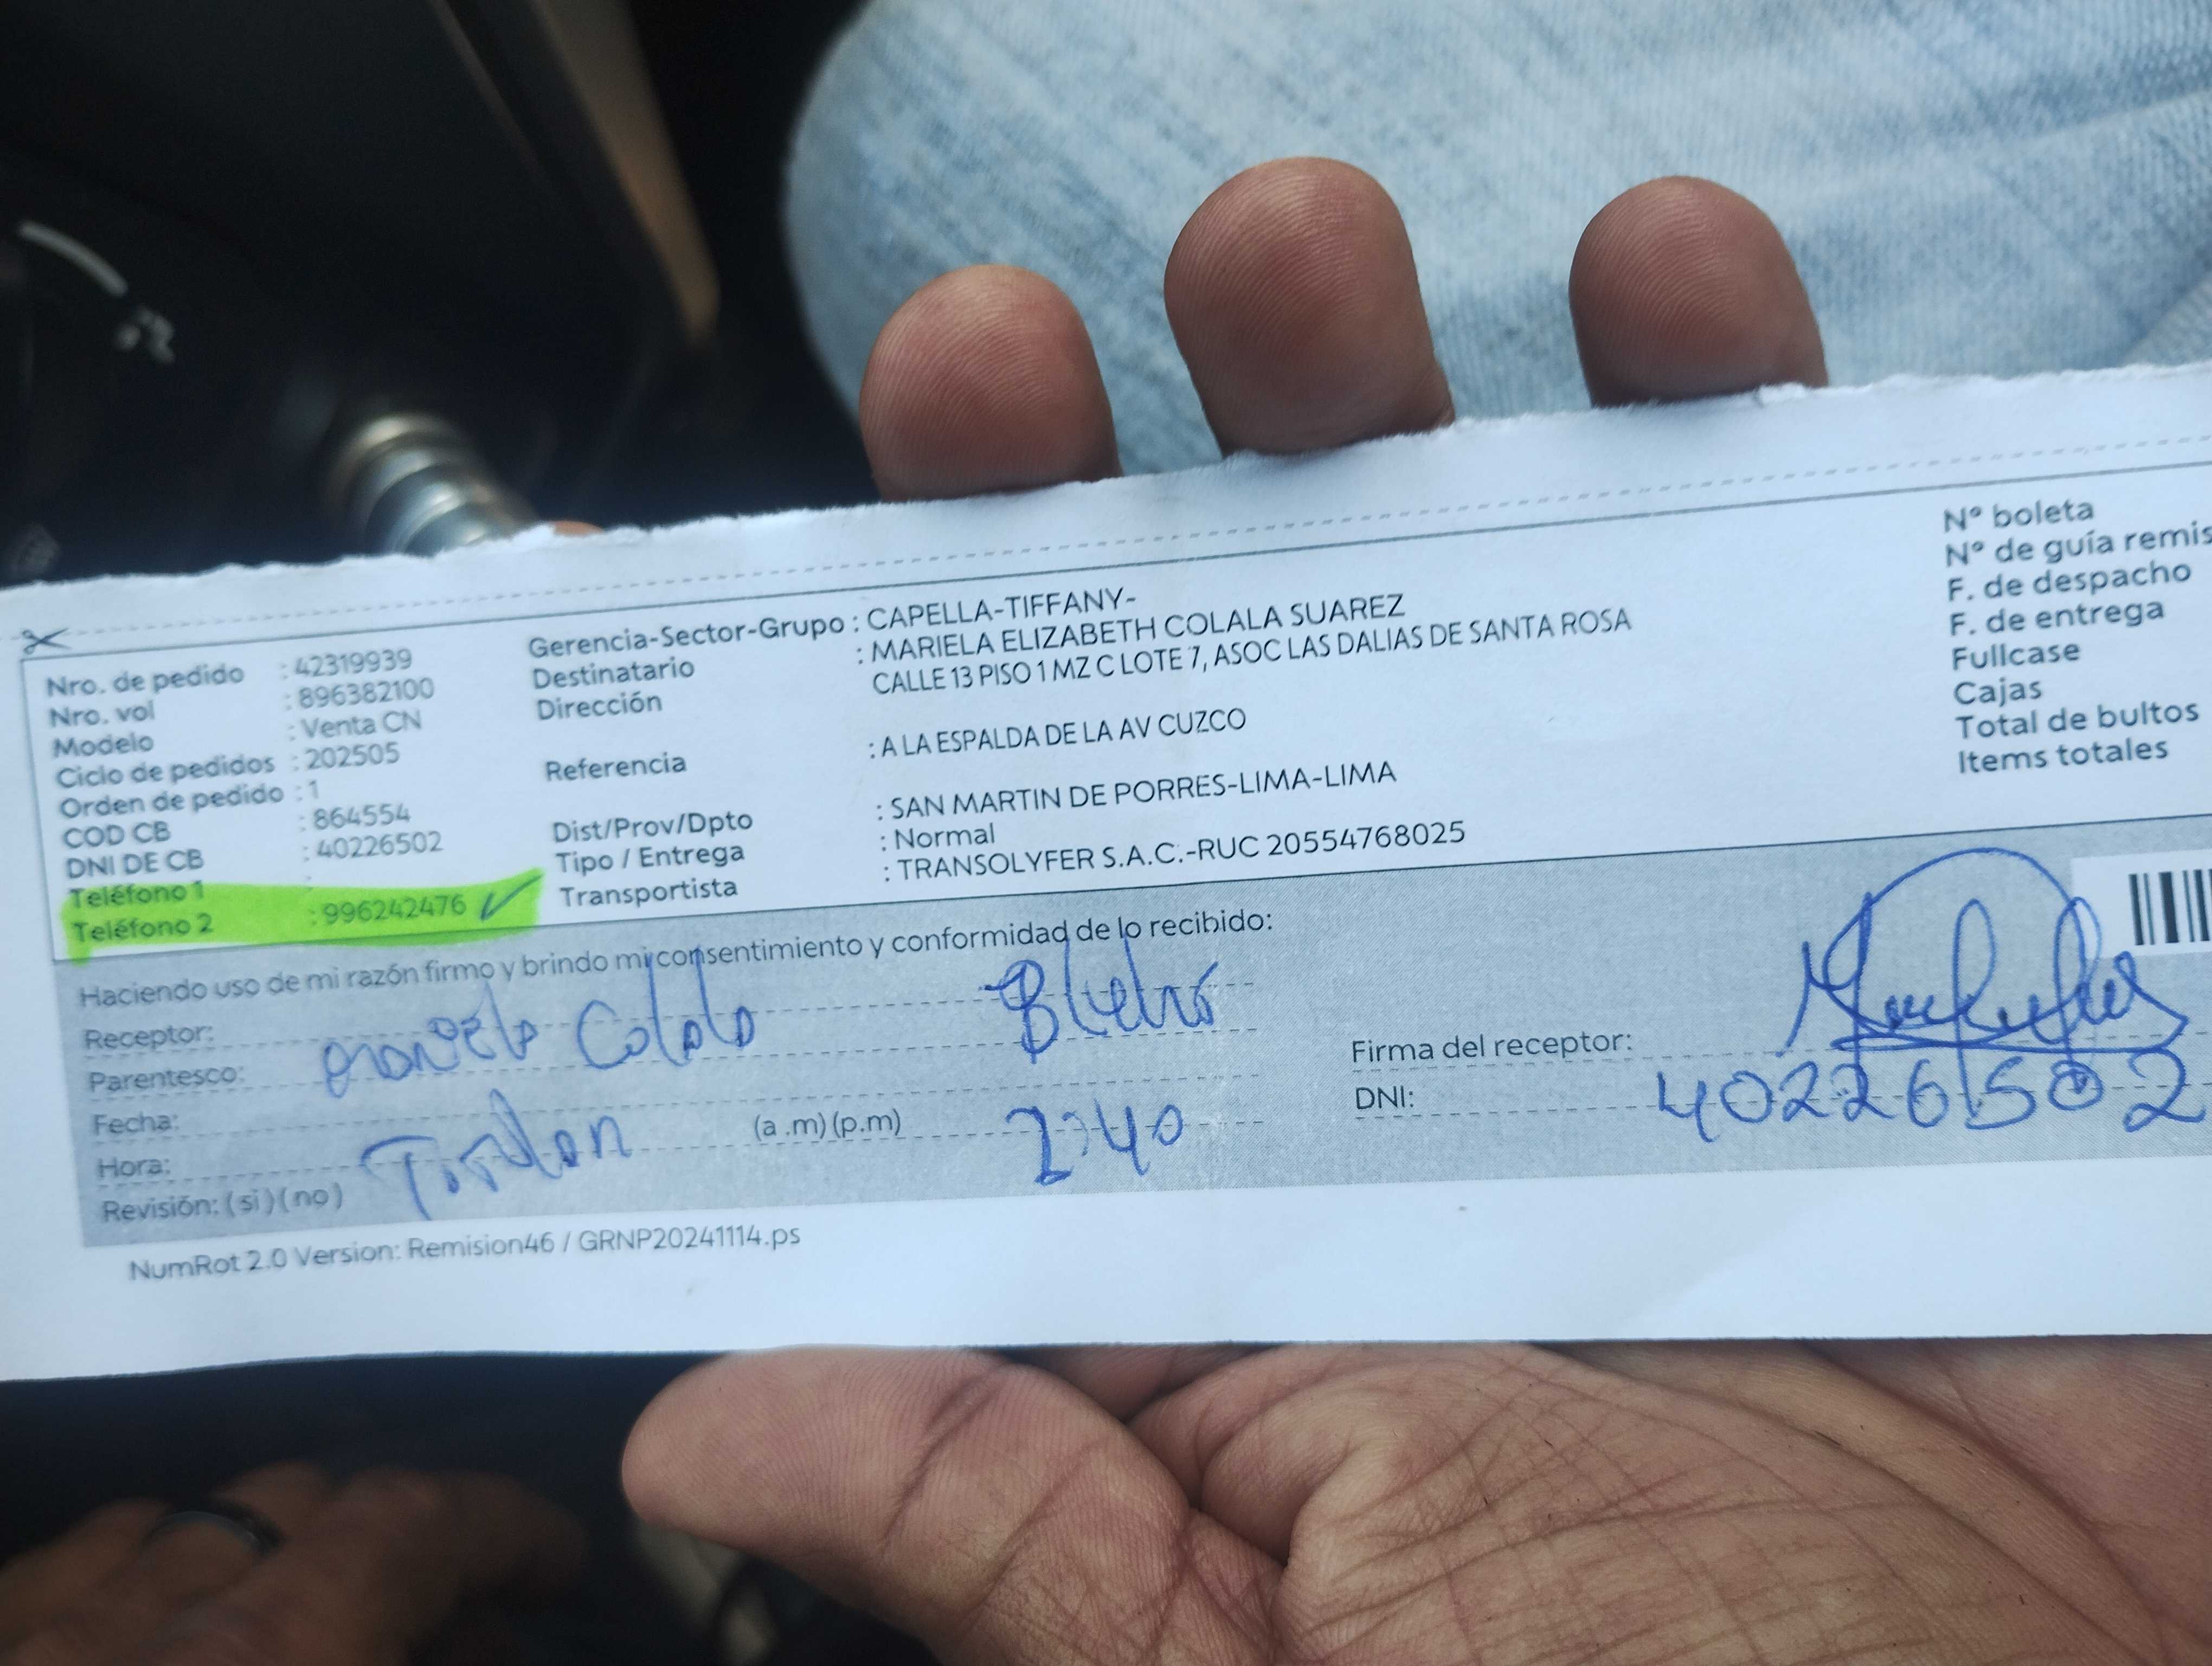 Nro. de pedido : 42319939
Nro. vol : 896382100
Modelo : Venta CN
Ciclo de pedidos : 202505
Orden de pedido : 1
COD CB : 864554
DNI DE CB : 40226502
Teléfono 1 :
Teléfono 2 : 996242476
Gerencia-Sector-Grupo : CAPELLA-TIFFANY-
Destinatario : MARIELA ELIZABETH COLALA SUAREZ
Dirección CALLE 13 PISO 1 MZ C LOTE 7, ASOC LAS DALIAS DE SANTA ROSA
Referencia : A LA ESPALDA DE LA AV CUZCO
Dist/Prov/Dpto : SAN MARTIN DE PORRES-LIMA-LIMA
Tipo / Entrega : Normal
Transportista : TRANSOLYFER S.A.C.-RUC 20554768025
N° boleta
N° de guía remis
F. de despacho
F. de entrega
Fullcase
Cajas
Total de bultos
Items totales
Haciendo uso de mi razón firmo y brindo mi consentimiento y conformidad de lo recibido:
Receptor:
Parentesco: Colala
Fecha:
Hora: (a .m) (p.m) 2:40
Revisión: (si) (no)
Firma del receptor:
DNI: 40226502
NumRot 2.0 Version: Remision46 / GRNP20241114.ps